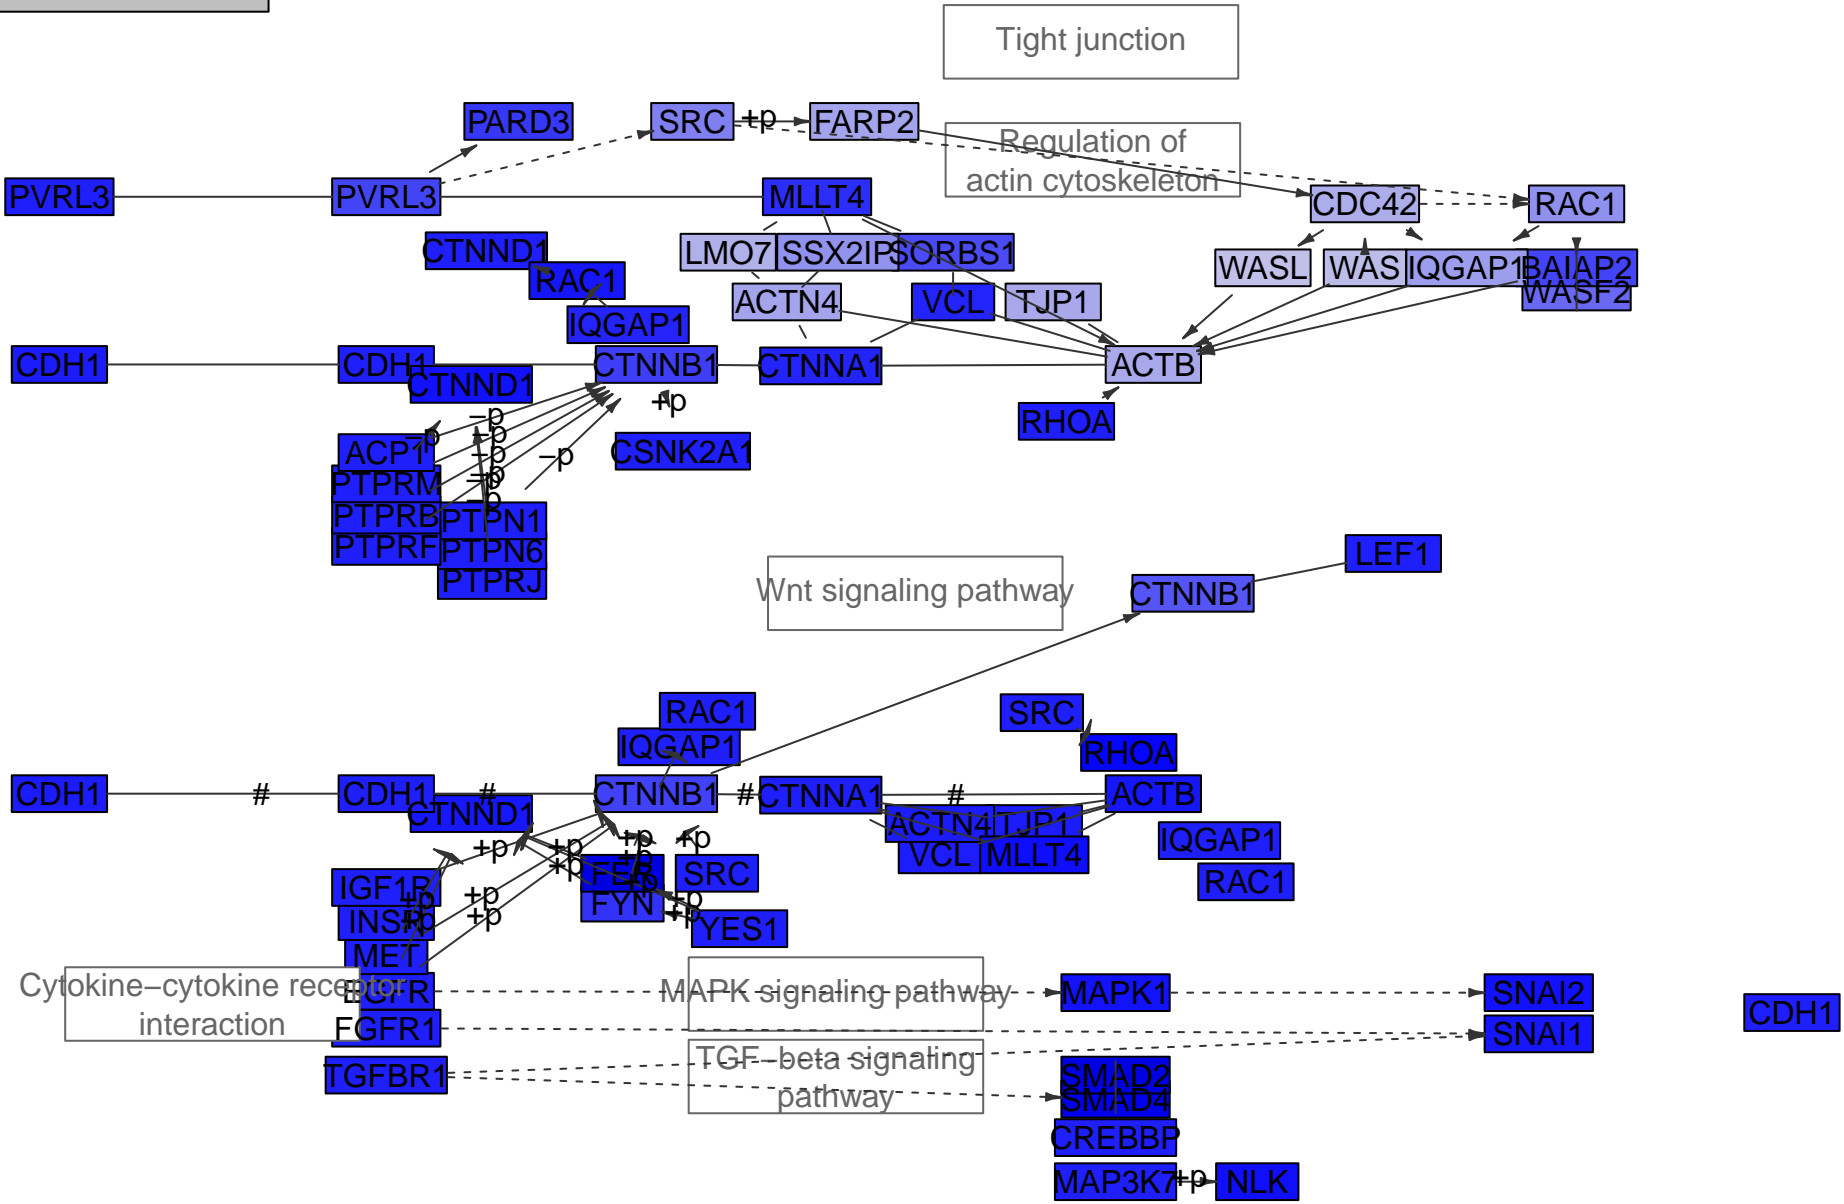 Tight junction
PARD3
SRC
+p
FARP2
Regulation of
actin cytoskeleton
PVRL3
PVRL3
MLLT4
CDC42
RAC1
CTNND1
RAC1
IQGAP1
LMO7
SSX2IP
SORBS1
WASL
WAS
IQGAP1
BAIAP2
WASF2
ACTN4
VCL
TJP1
CDH1
CDH1
CTNND1
CTNNB1
CTNNA1
ACTB
+p
RHOA
−p
−p
−p
−p
−p
−p
−p
−p
ACP1
PTPRM
PTPRB
PTPRF
PTPN1
PTPN6
PTPRJ
CSNK2A1
LEF1
Wnt signaling pathway
CTNNB1
RAC1
IQGAP1
SRC
RHOA
CDH1
#
CDH1
#
CTNND1
CTNNB1
#
CTNNA1
#
ACTB
ACTN4
TJP1
VCL
MLLT4
IQGAP1
RAC1
+p
+p
+p
+p
+p
+p
+p
FER
FYN
SRC
YES1
+p
+p
IGF1R
+p
+p
+p
+p
INSR
MET
EGFR
FGFR1
Cytokine−cytokine receptor
interaction
MAPK signaling pathway
MAPK1
SNAI2
SNAI1
CDH1
TGFBR1
TGF−beta signaling
pathway
SMAD2
SMAD4
CREBBP
MAP3K7
+p
NLK